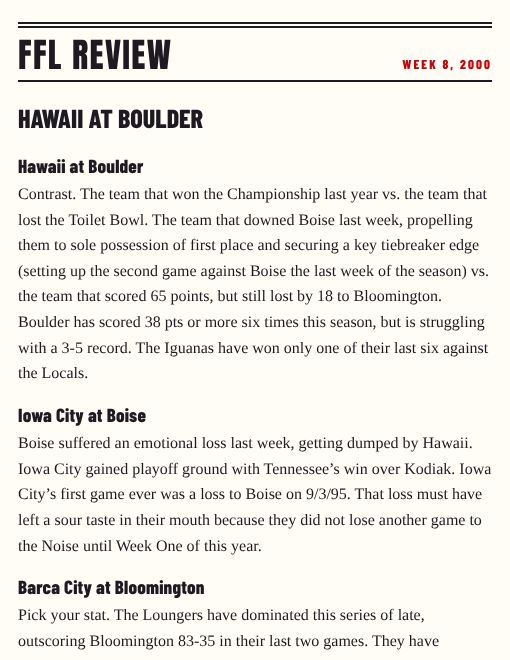 FFL REVIEW
WEEK 8, 2000
HAWAII AT BOULDER
Hawaii at Boulder
Contrast. The team that won the Championship last year vs. the team that
lost the Toilet Bowl. The team that downed Boise last week, propelling
them to sole possession of first place and securing a key tiebreaker edge
(setting up the second game against Boise the last week of the season) vs.
the team that scored 65 points, but still lost by 18 to Bloomington.
Boulder has scored 38 pts or more six times this season, but is struggling
with a 3-5 record. The Iguanas have won only one of their last six against
the Locals.
Iowa City at Boise
Boise suffered an emotional loss last week, getting dumped by Hawaii.
Iowa City gained playoff ground with Tennessee’s win over Kodiak. Iowa
City’s first game ever was a loss to Boise on 9/3/95. That loss must have
left a sour taste in their mouth because they did not lose another game to
the Noise until Week One of this year.
Barca City at Bloomington
Pick your stat. The Loungers have dominated this series of late,
outscoring Bloomington 83-35 in their last two games. They have